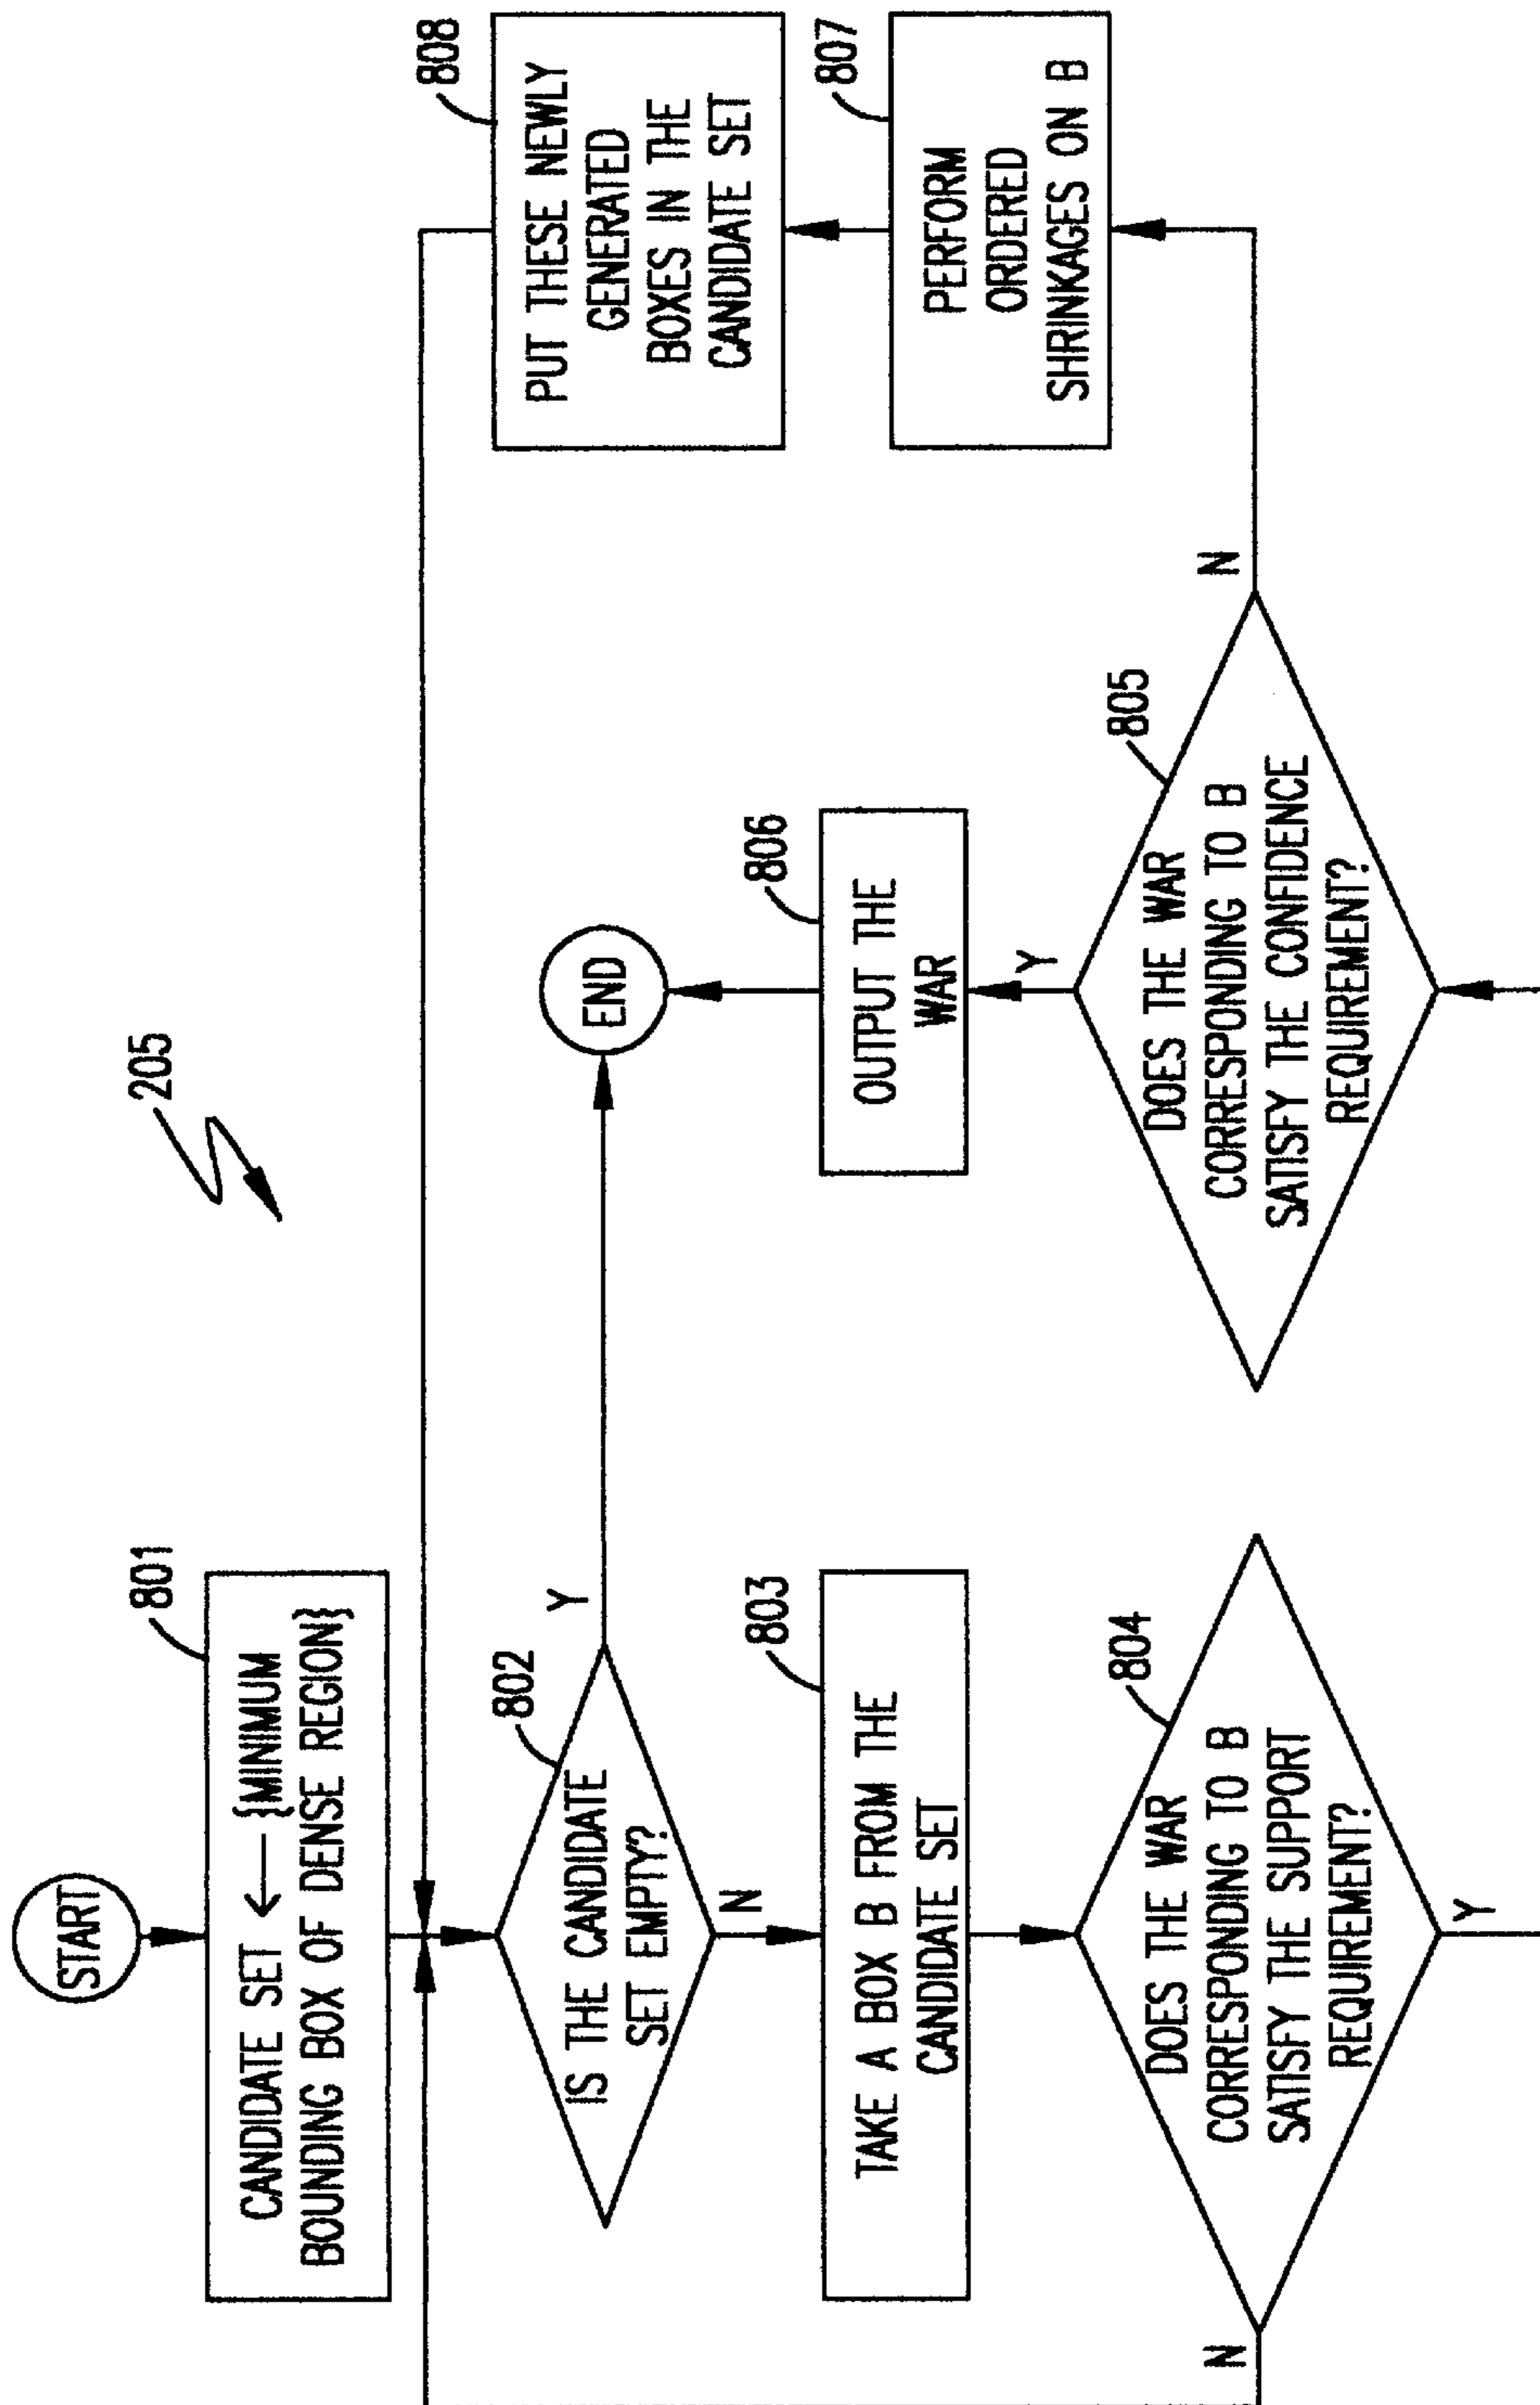 205
START
801
CANDIDATE SET ← {MINIMUM
BOUNDING BOX OF DENSE REGION}
802
IS THE CANDIDATE
SET EMPTY?
Y
N
803
TAKE A BOX B FROM THE
CANDIDATE SET
804
DOES THE WAR
CORRESPONDING TO B
SATISFY THE SUPPORT
REQUIREMENT?
N
Y
END
806
OUTPUT THE
WAR
Y
805
DOES THE WAR
CORRESPONDING TO B
SATISFY THE CONFIDENCE
REQUIREMENT?
N
808
PUT THESE NEWLY
GENERATED
BOXES IN THE
CANDIDATE SET
807
PERFORM
ORDERED
SHRINKAGES ON B